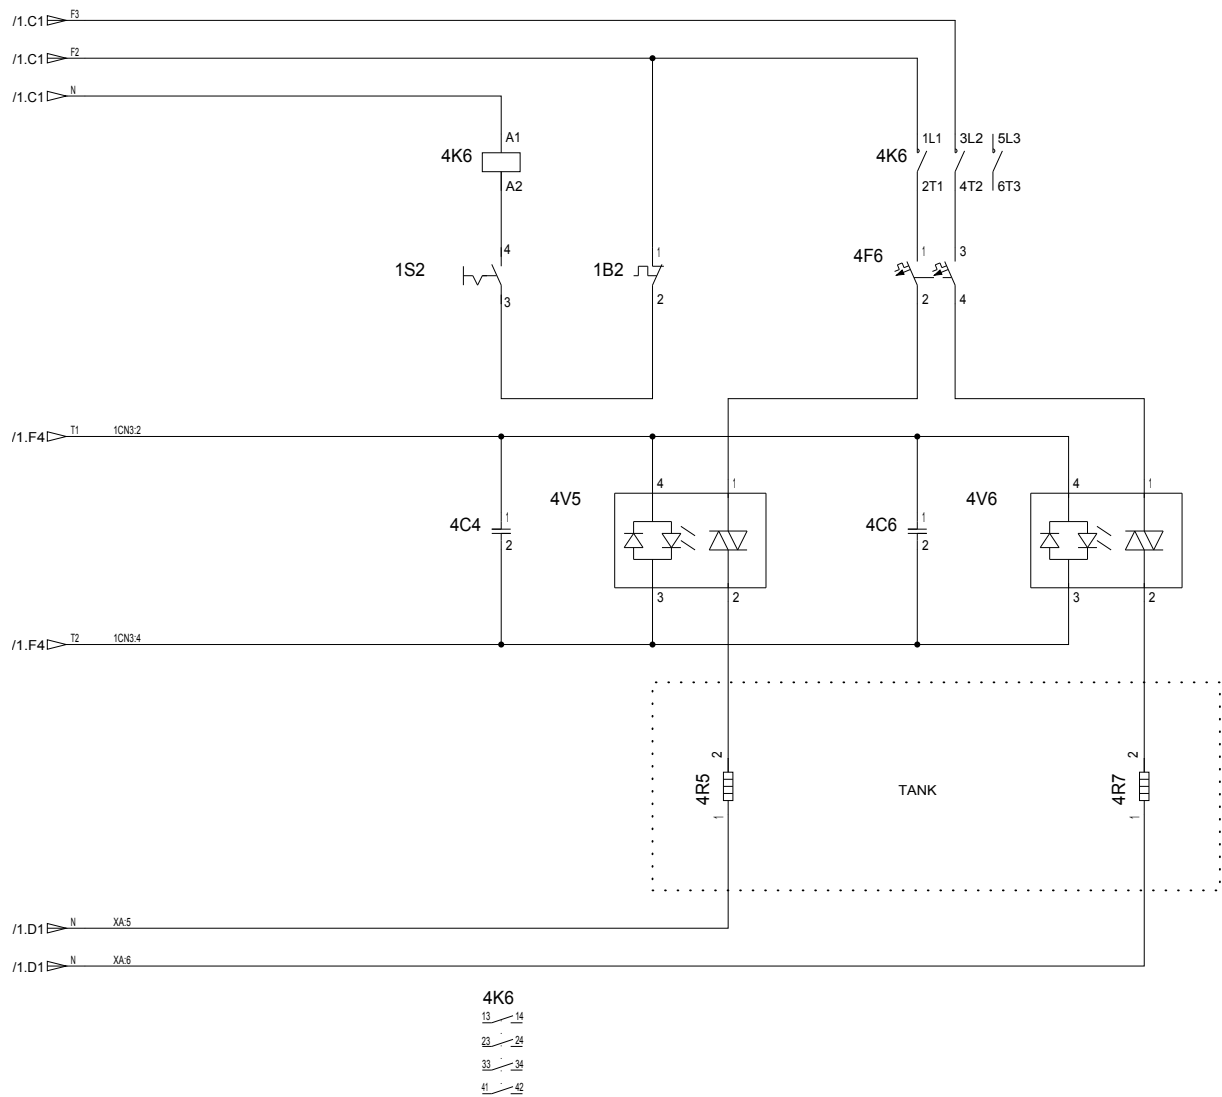 /1.C1 F3
/1.C1 F2
/1.C1 N
A1
4K6
A2
4K6 1L1 3L2 5L3
2T1 4T2 6T3
4
1S2
3
1
1B2
2
4F6 1 3
2 4
/1.F4 T1 1CN3:2
4V5 4 1
4V6 4 1
4C4 1
2
4C6 1
2
3 2
3 2
/1.F4 T2 1CN3:4
2
4R5
1
TANK
2
4R7
1
/1.D1 N XA:5
/1.D1 N XA:6
4K6
13 14
23 24
33 34
41 42